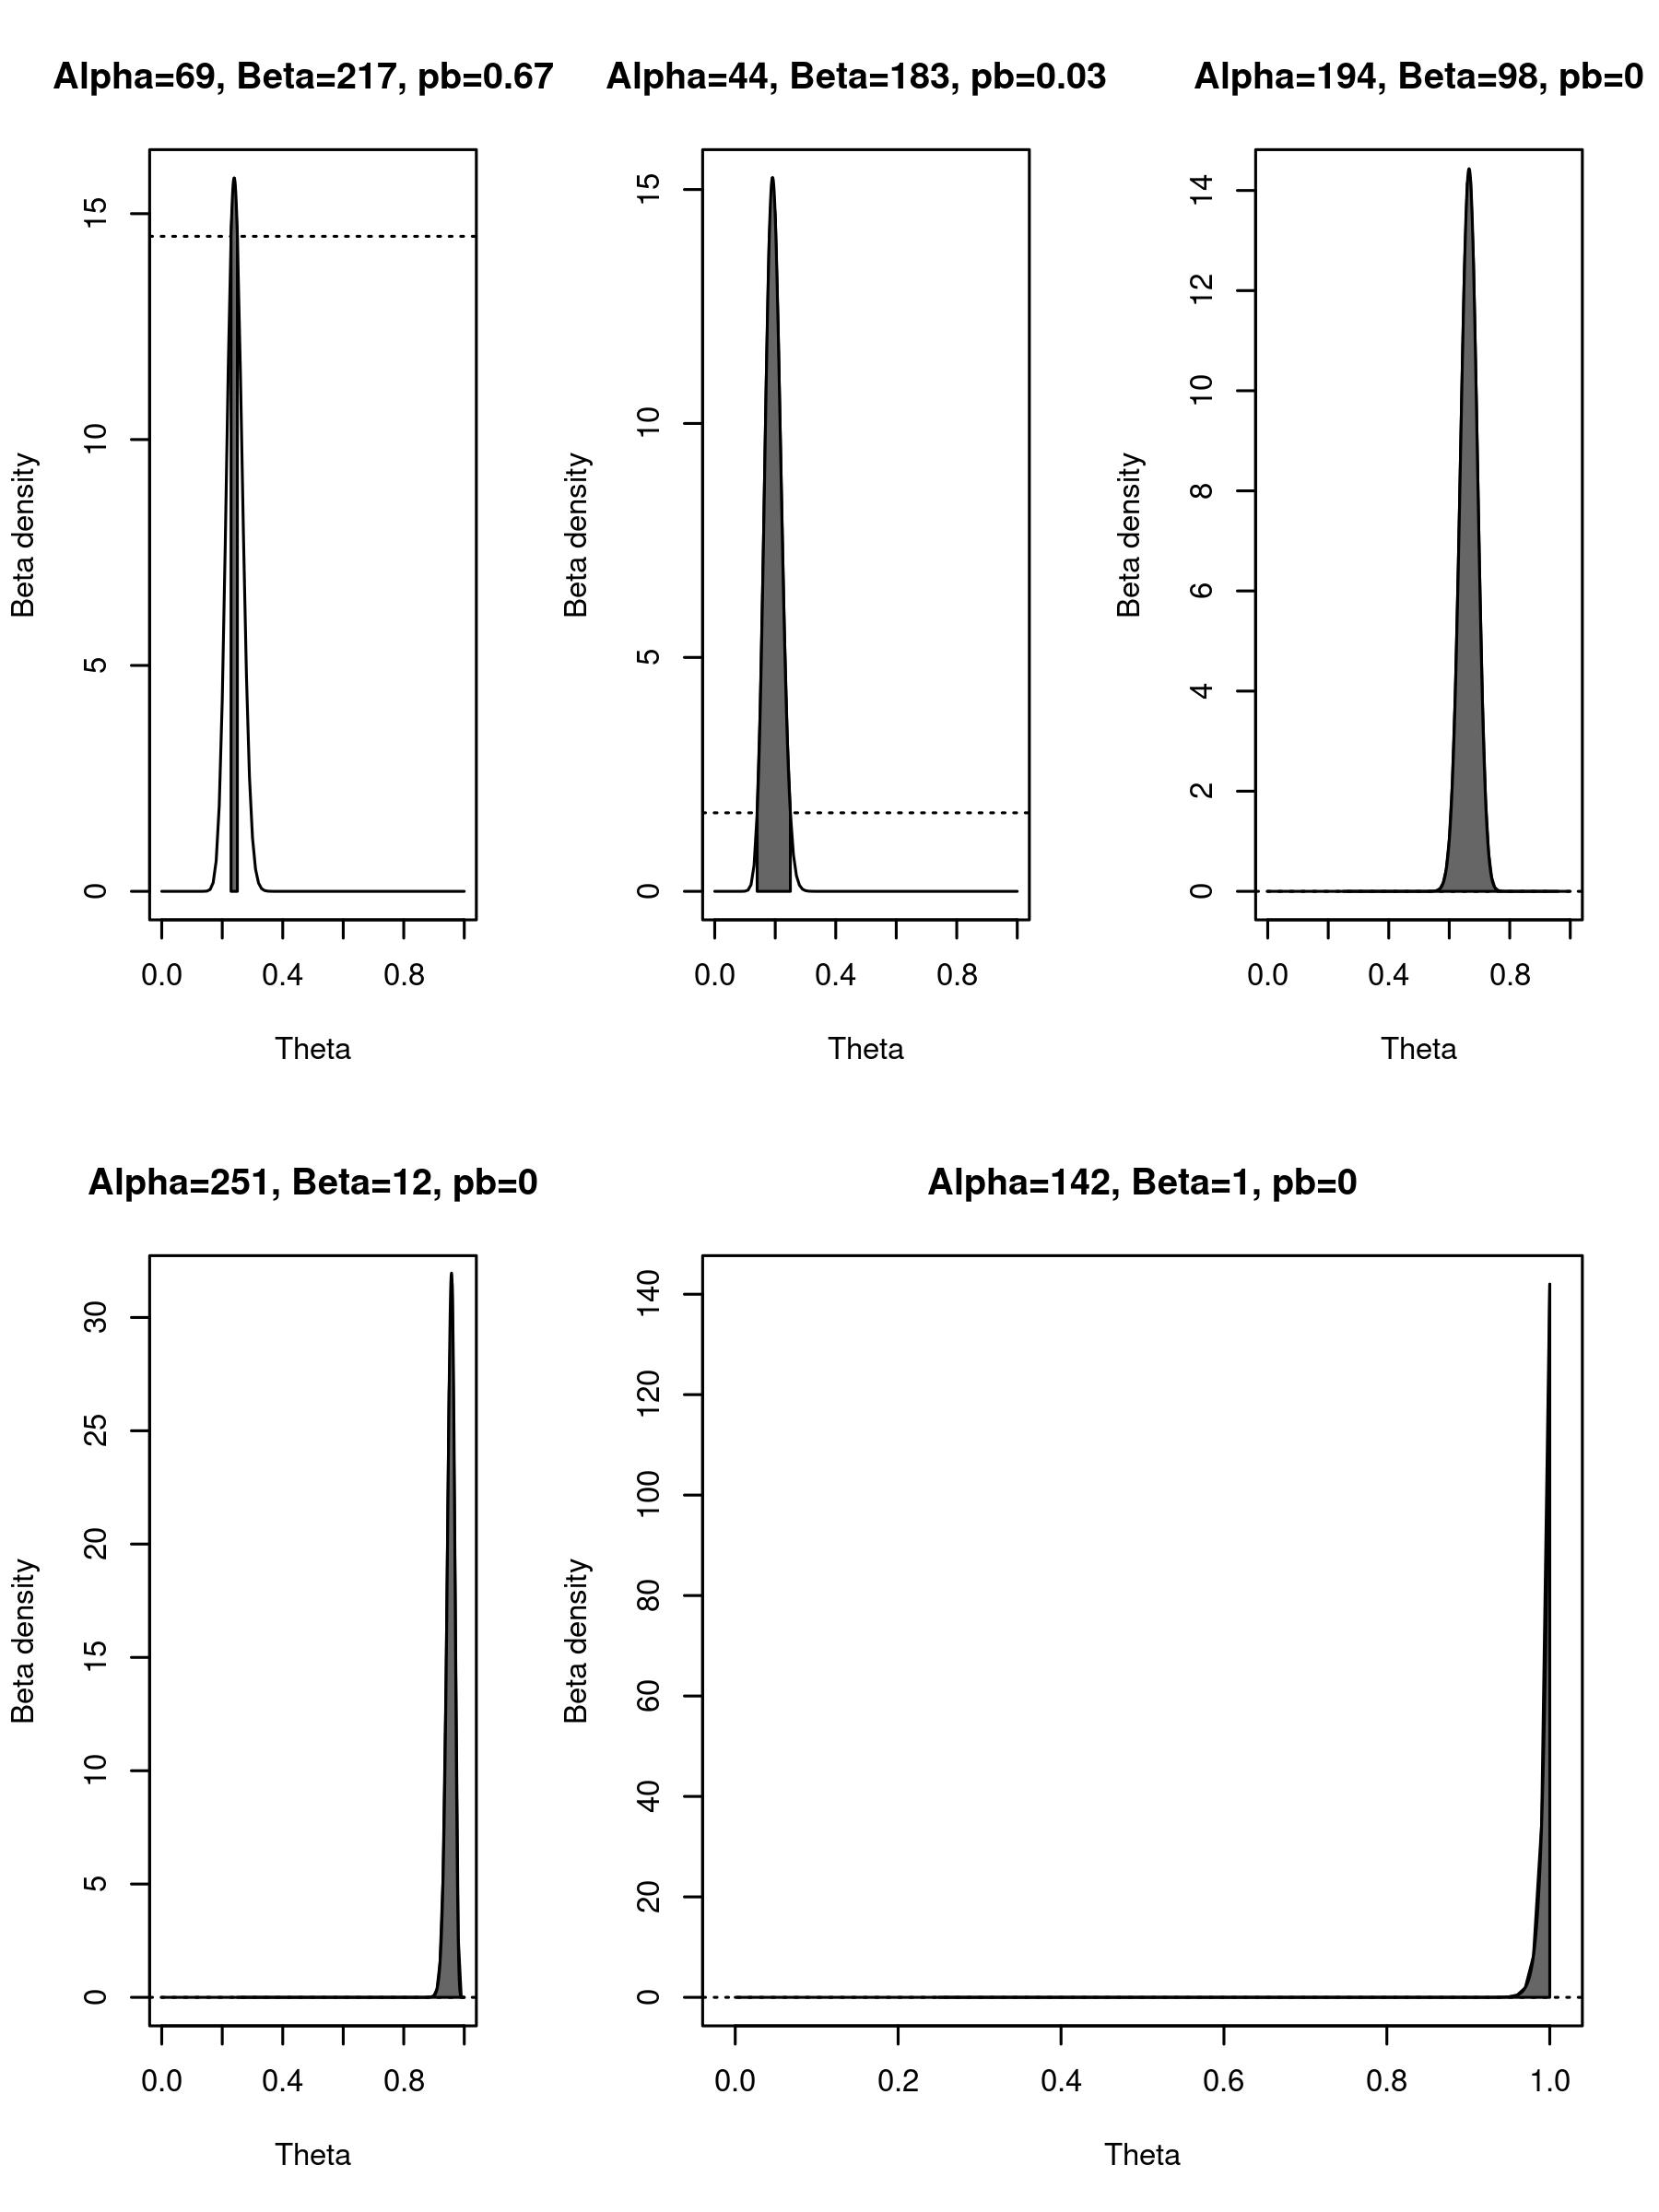 Alpha=69, Beta=217, pb=0.67
Beta density
0
5
10
15
0.0 0.4 0.8
Theta
Alpha=44, Beta=183, pb=0.03
Beta density
0
5
10
15
0.0 0.4 0.8
Theta
Alpha=194, Beta=98, pb=0
Beta density
0
2
4
6
8
10
12
14
0.0 0.4 0.8
Theta
Alpha=251, Beta=12, pb=0
Beta density
0
5
10
15
20
25
30
0.0 0.4 0.8
Theta
Alpha=142, Beta=1, pb=0
Beta density
0
20
40
60
80
100
120
140
0.0 0.2 0.4 0.6 0.8 1.0
Theta